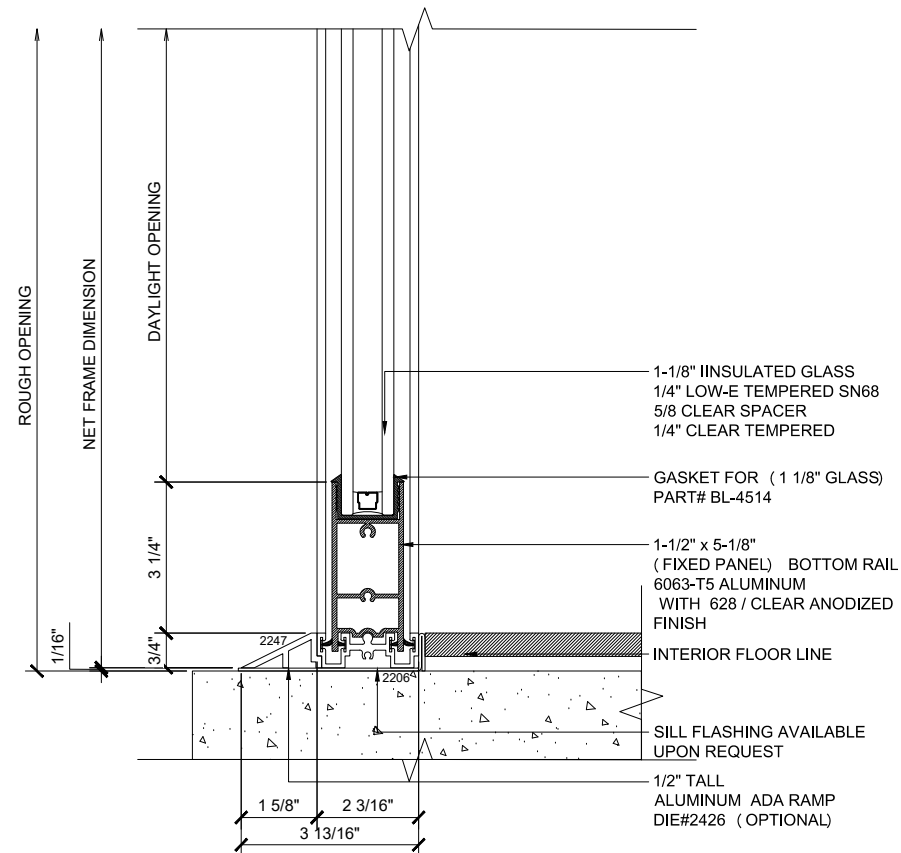 ROUGH OPENING
NET FRAME DIMENSION
DAYLIGHT OPENING
1-1/8" IINSULATED GLASS
1/4" LOW-E TEMPERED SN68
5/8 CLEAR SPACER
1/4" CLEAR TEMPERED
GASKET FOR ( 1 1/8" GLASS)
PART# BL-4514
1-1/2" x 5-1/8"
( FIXED PANEL) BOTTOM RAIL
6063-T5 ALUMINUM
WITH 628 / CLEAR ANODIZED
FINISH
3 1/4"
1/16"
3/4"
2247
2206
INTERIOR FLOOR LINE
SILL FLASHING AVAILABLE
UPON REQUEST
1/2" TALL
ALUMINUM ADA RAMP
DIE#2426 ( OPTIONAL)
1 5/8"
2 3/16"
3 13/16"